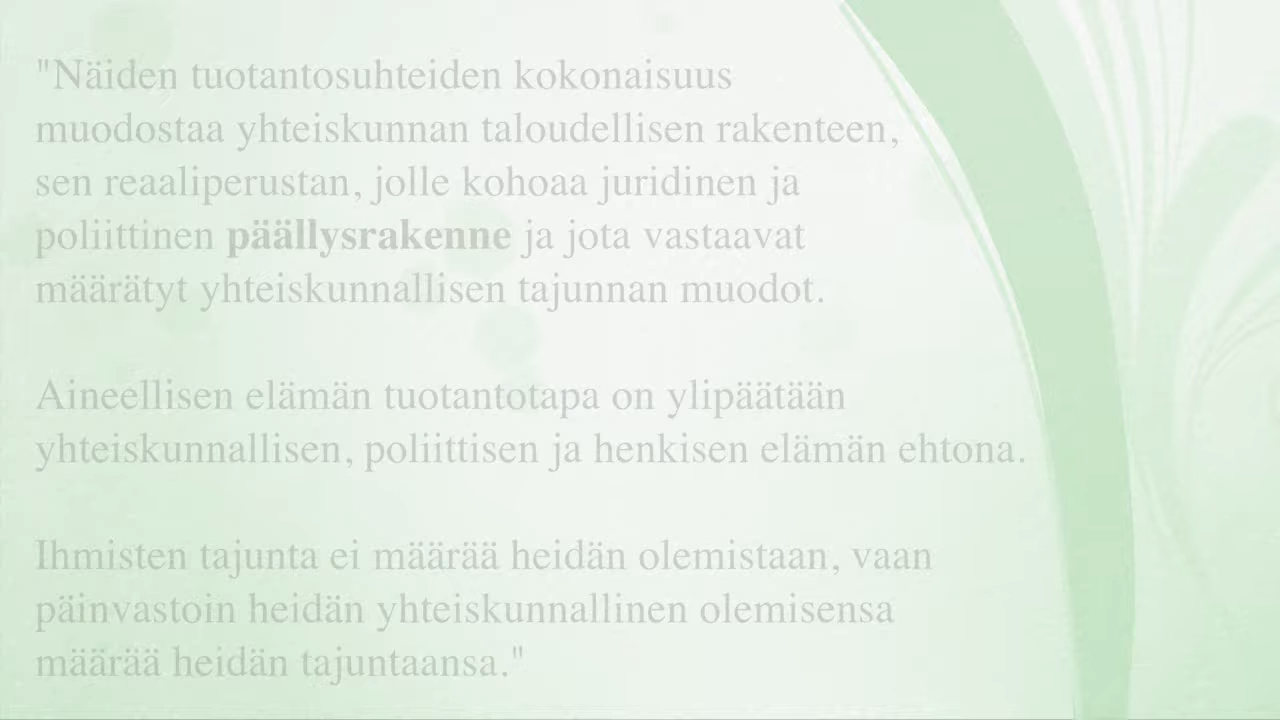 "Näiden tuotantosuhteiden kokonaisuus
muodostaa yhteiskunnan taloudellisen rakenteen,
sen reaaliperustan, jolle kohoaa juridinen ja
poliittinen päällysrakenne ja jota vastaavat
määrätyt yhteiskunnallisen tajunnan muodot.
Aineellisen elämän tuotantotapa on ylipäätään
yhteiskunnallisen, poliittisen ja henkisen elämän ehtona.
Ihmisten tajunta ei määrää heidän olemistaan, vaan
päinvastoin heidän yhteiskunnallinen olemisensa
määrää heidän tajuntaansa."